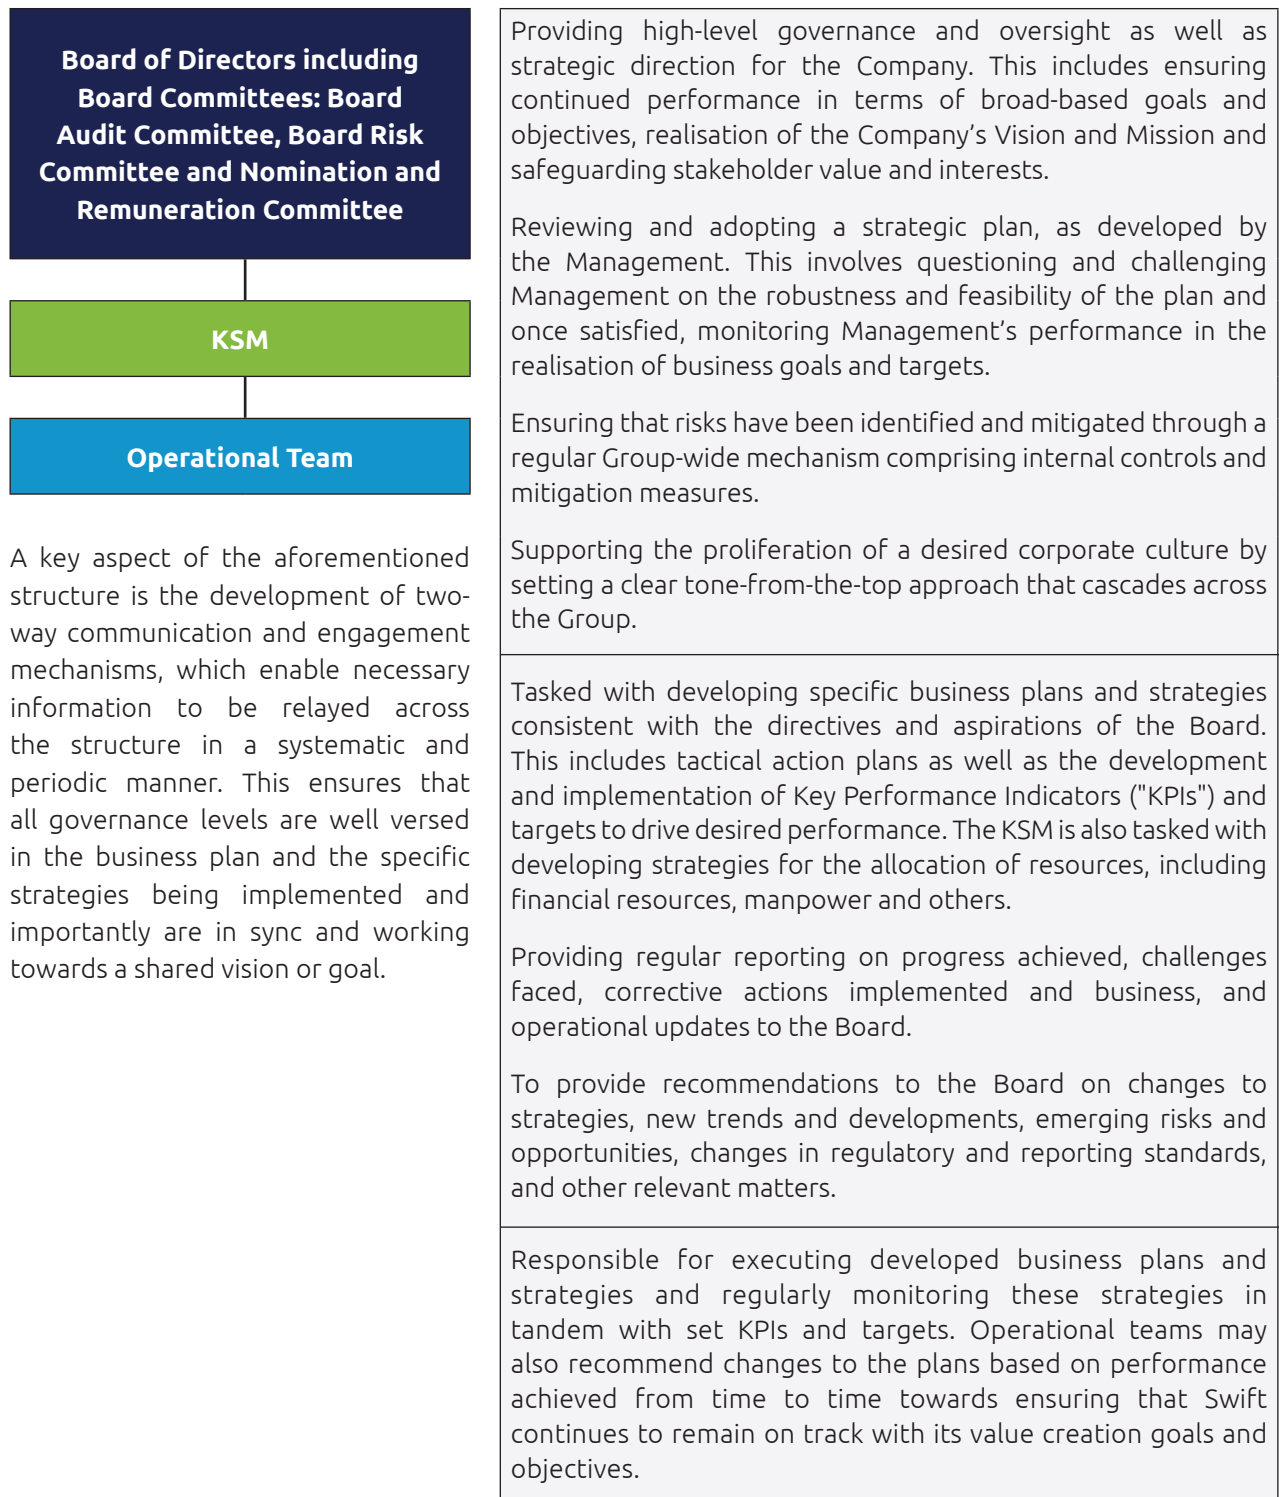 Board of Directors including
Board Committees: Board
Audit Committee, Board Risk
Committee and Nomination and
Remuneration Committee
KSM
Operational Team
A key aspect of the aforementioned
structure is the development of two-
way communication and engagement
mechanisms, which enable necessary
information to be relayed across
the structure in a systematic and
periodic manner. This ensures that
all governance levels are well versed
in the business plan and the specific
strategies being implemented and
importantly are in sync and working
towards a shared vision or goal.
Providing high-level governance and oversight as well as
strategic direction for the Company. This includes ensuring
continued performance in terms of broad-based goals and
objectives, realisation of the Company’s Vision and Mission and
safeguarding stakeholder value and interests.
Reviewing and adopting a strategic plan, as developed by
the Management. This involves questioning and challenging
Management on the robustness and feasibility of the plan and
once satisfied, monitoring Management’s performance in the
realisation of business goals and targets.
Ensuring that risks have been identified and mitigated through a
regular Group-wide mechanism comprising internal controls and
mitigation measures.
Supporting the proliferation of a desired corporate culture by
setting a clear tone-from-the-top approach that cascades across
the Group.
Tasked with developing specific business plans and strategies
consistent with the directives and aspirations of the Board.
This includes tactical action plans as well as the development
and implementation of Key Performance Indicators ("KPIs") and
targets to drive desired performance. The KSM is also tasked with
developing strategies for the allocation of resources, including
financial resources, manpower and others.
Providing regular reporting on progress achieved, challenges
faced, corrective actions implemented and business, and
operational updates to the Board.
To provide recommendations to the Board on changes to
strategies, new trends and developments, emerging risks and
opportunities, changes in regulatory and reporting standards,
and other relevant matters.
Responsible for executing developed business plans and
strategies and regularly monitoring these strategies in
tandem with set KPIs and targets. Operational teams may
also recommend changes to the plans based on performance
achieved from time to time towards ensuring that Swift
continues to remain on track with its value creation goals and
objectives.